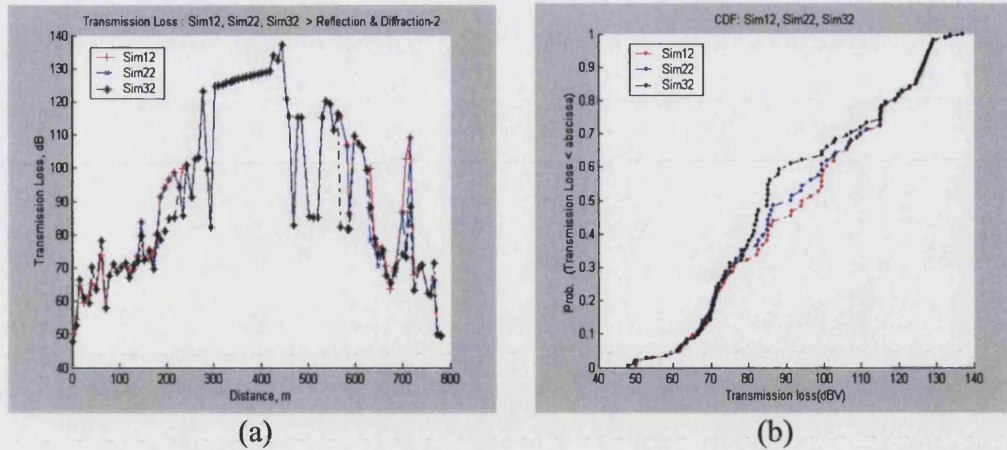 Transmission Loss : Sim12, Sim22, Sim32 > Reflection & Diffraction-2
140
130
120
110
100
90
80
70
60
50
40
Transmission Loss, dB
Sim12
Sim22
Sim32
0 100 200 300 400 500 600 700 800
Distance, m
(a)
CDF: Sim12, Sim22, Sim32
1
0.9
0.8
0.7
0.6
0.5
0.4
0.3
0.2
0.1
0
Prob. (Transmission Loss < abscissa)
Sim12
Sim22
Sim32
40 50 60 70 80 90 100 110 120 130 140
Transmission loss(dBV)
(b)